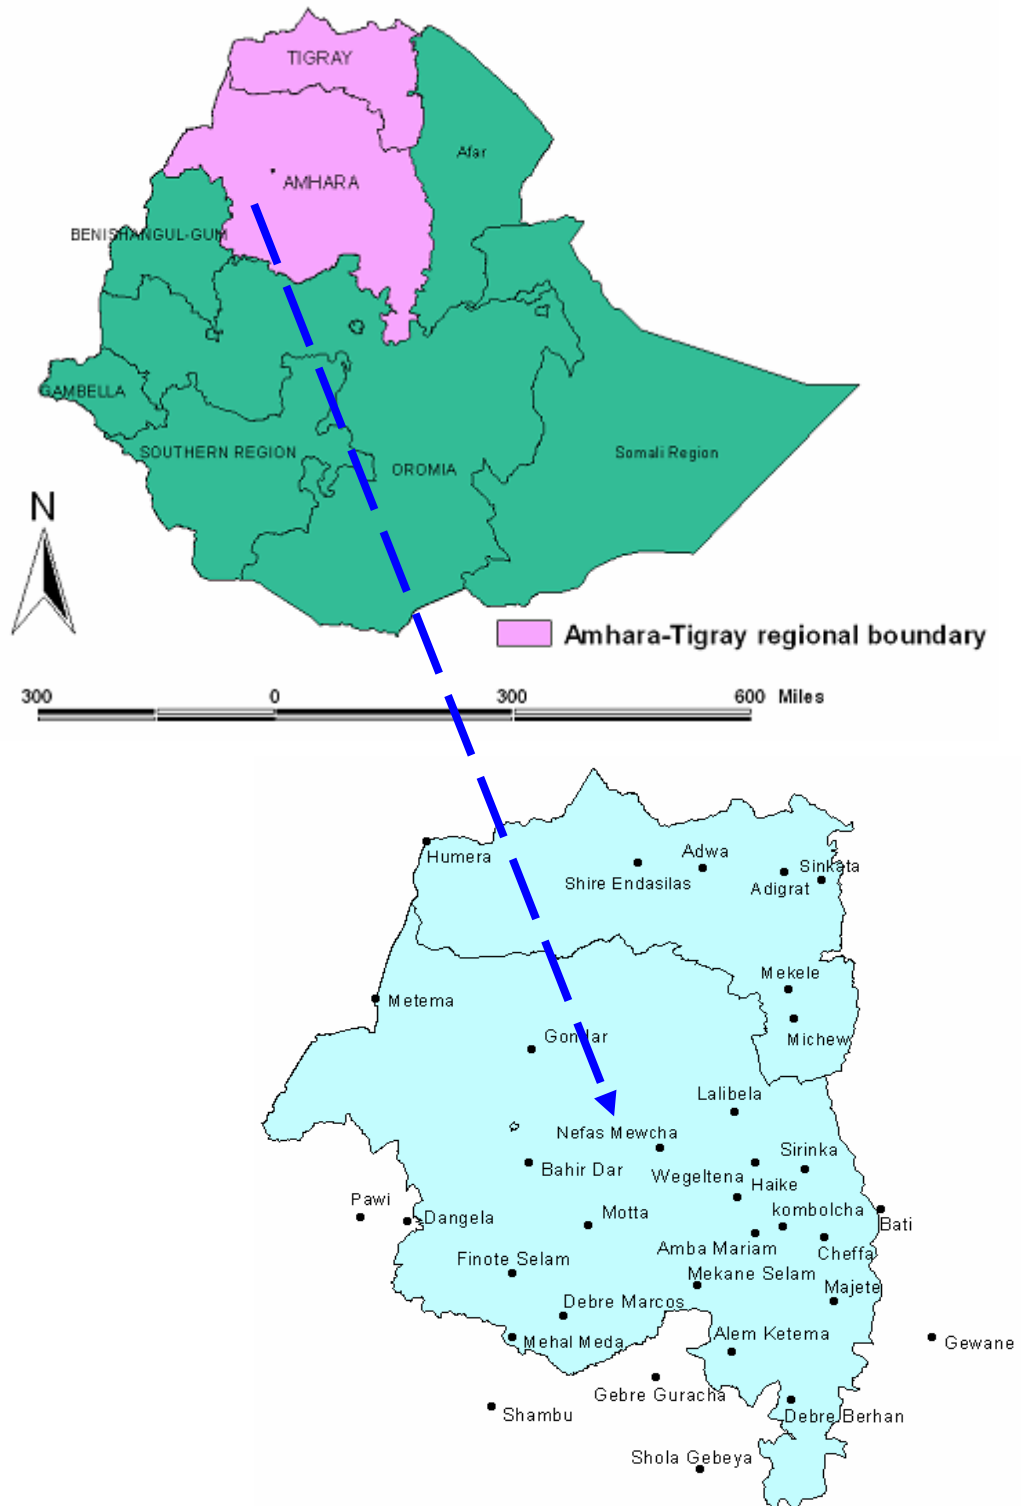 TIGRAY
Afar
AMHARA
BENISHANGUL-GUM
GAMBELLA
SOUTHERN REGION
OROMIA
Somali Region
N
Amhara-Tigray regional boundary
300 0 300 600 Miles
Humera
Adwa
Shire Endasilas
Sinkata
Adigrat
Mekele
Metema
Gondar
Michew
Lalibela
Nefas Mewcha
Sirinka
Bahir Dar
Wegeltena
Haike
Pawi
Dangela
Motta
kombolcha
Bati
Amba Mariam
Cheffa
Finote Selam
Mekane Selam
Majete
Debre Marcos
Mehal Meda
Alem Ketema
Gewane
Gebre Guracha
Shambu
Debre Berhan
Shola Gebeya